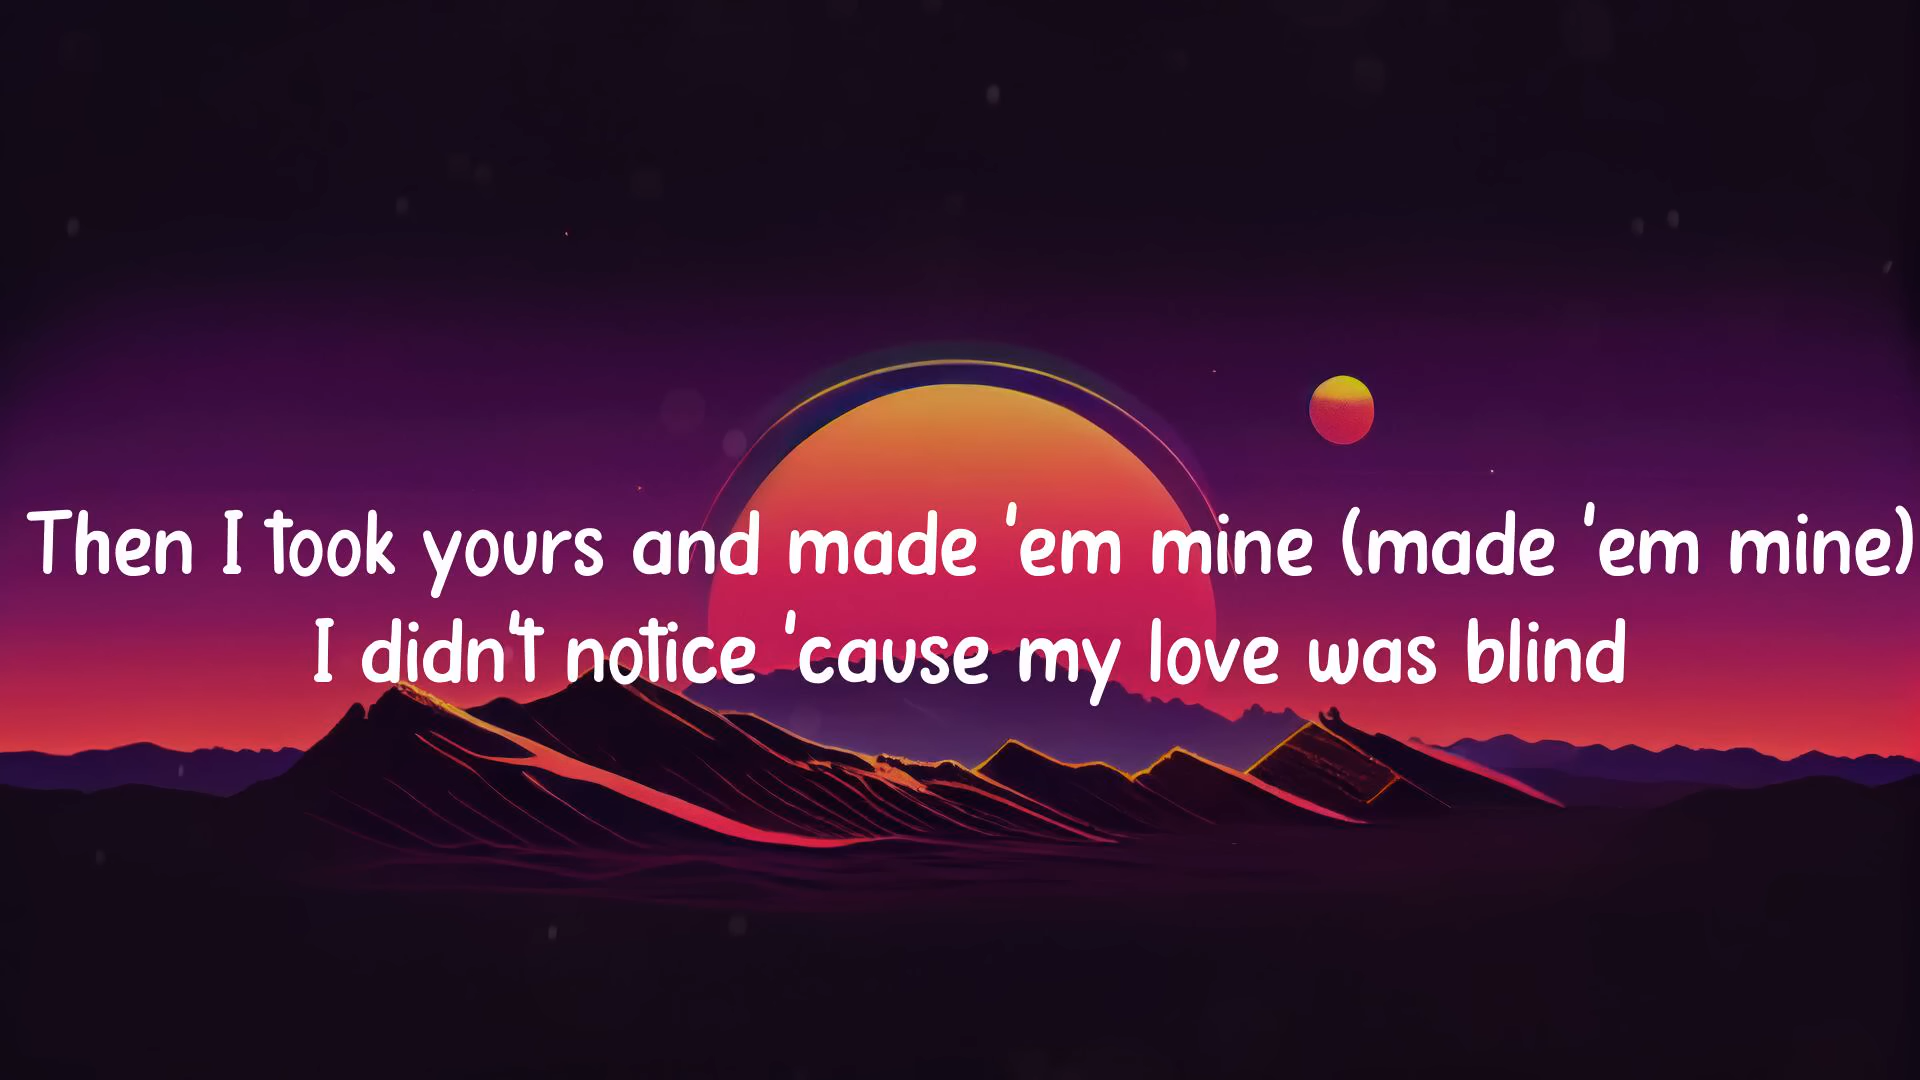 Then I took yours and made 'em mine (made 'em mine)
I didn't notice 'cause my love was blind